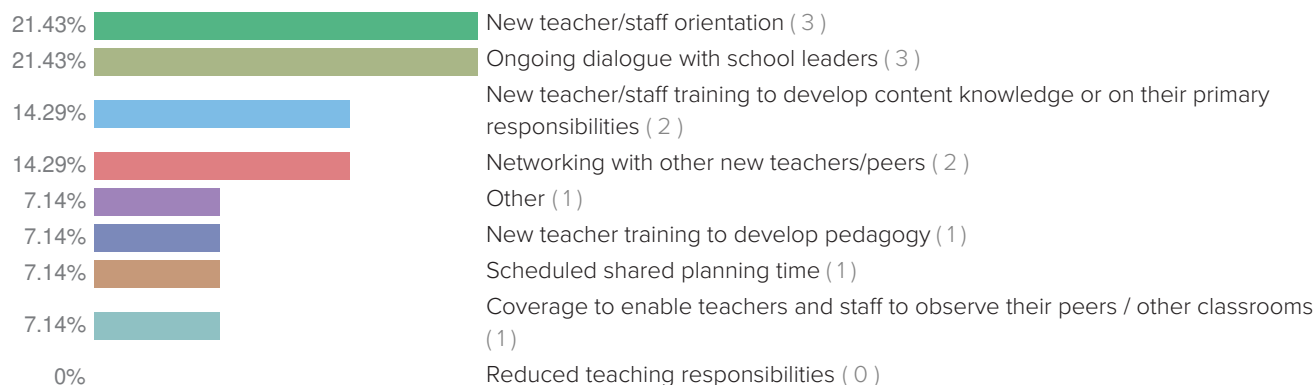 21.43% New teacher/staff orientation ( 3 )
21.43% Ongoing dialogue with school leaders ( 3 )
14.29% New teacher/staff training to develop content knowledge or on their primary
responsibilities ( 2 )
14.29% Networking with other new teachers/peers ( 2 )
7.14% Other ( 1 )
7.14% New teacher training to develop pedagogy ( 1 )
7.14% Scheduled shared planning time ( 1 )
7.14% Coverage to enable teachers and staff to observe their peers / other classrooms
( 1 )
0% Reduced teaching responsibilities ( 0 )